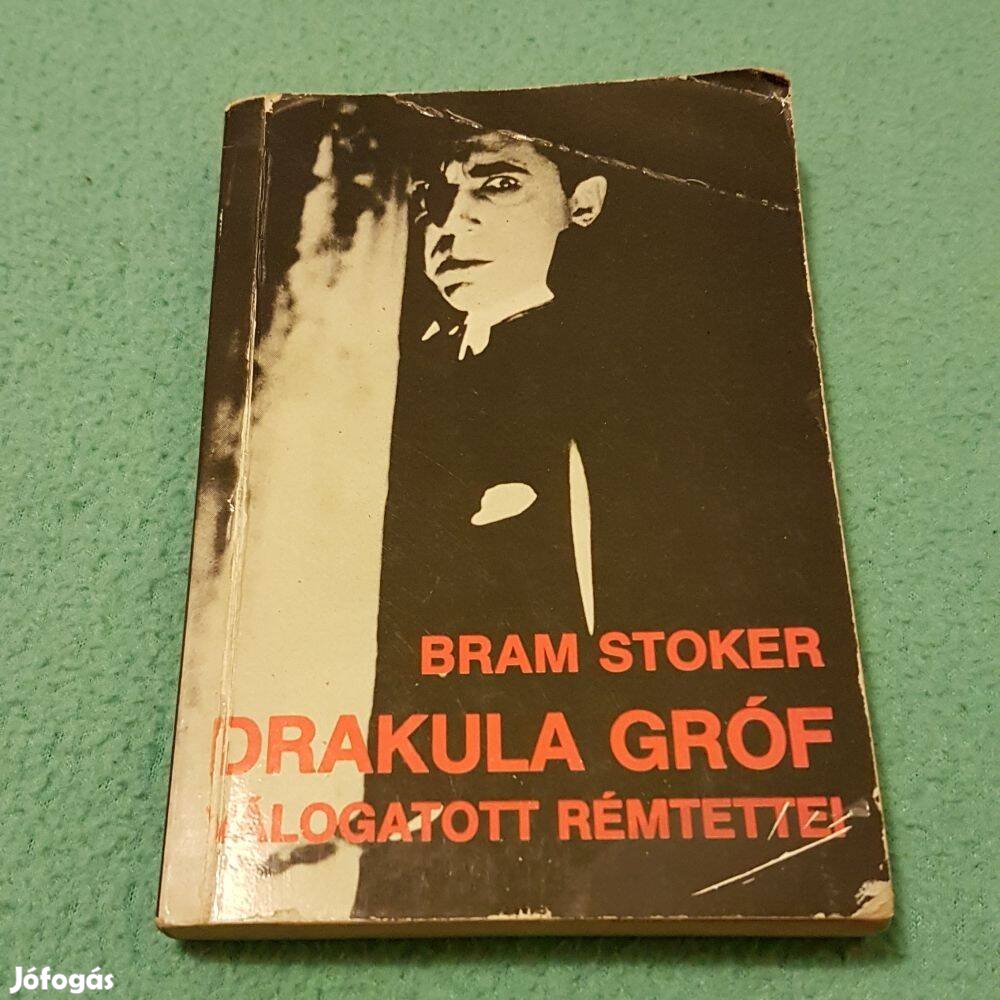 BRAM STOKER
DRAKULA GRÓF
VÁLOGATOTT RÉMTETTEI
Jófogás